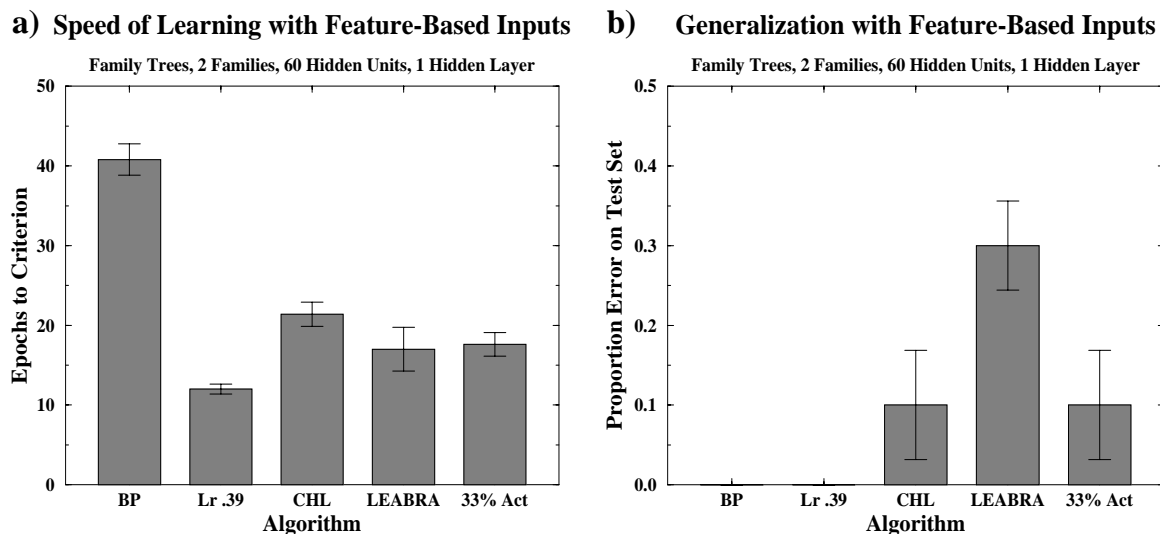 a) Speed of Learning with Feature-Based Inputs
Family Trees, 2 Families, 60 Hidden Units, 1 Hidden Layer
Epochs to Criterion
50
40
30
20
10
0
BP Lr .39 CHL LEABRA 33% Act
Algorithm
b) Generalization with Feature-Based Inputs
Family Trees, 2 Families, 60 Hidden Units, 1 Hidden Layer
Proportion Error on Test Set
0.5
0.4
0.3
0.2
0.1
0.0
BP Lr .39 CHL LEABRA 33% Act
Algorithm